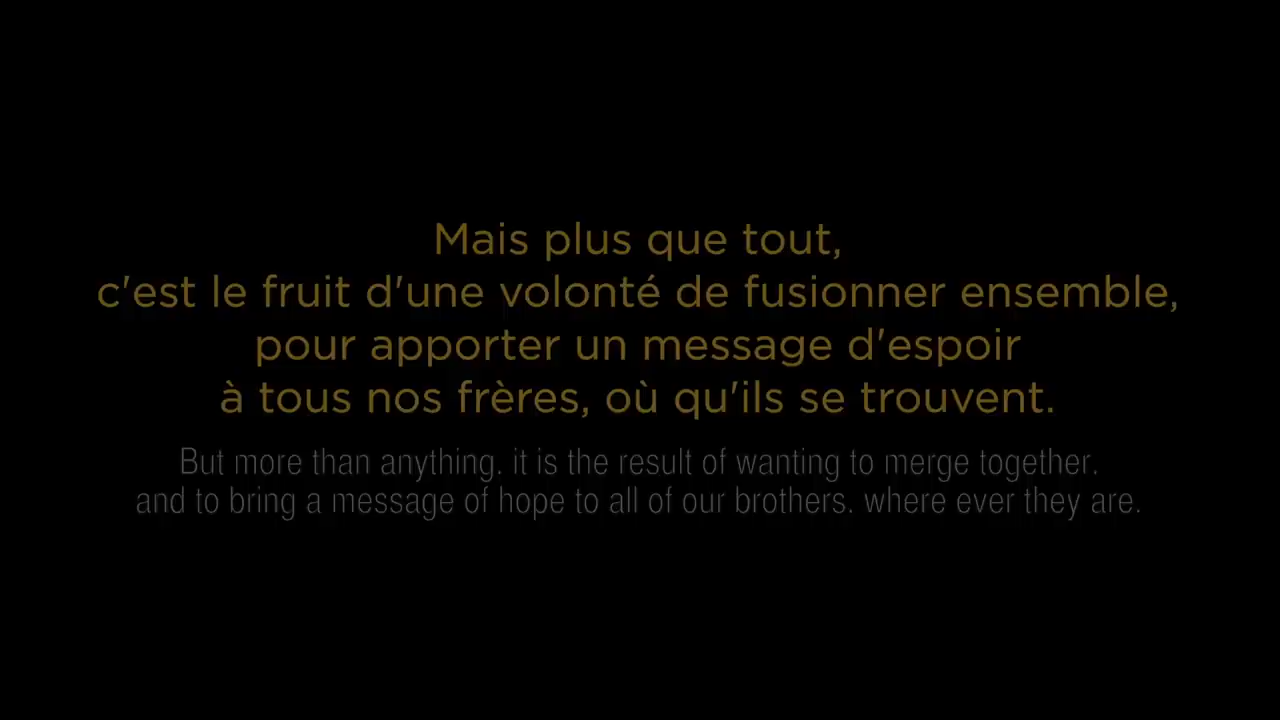 Mais plus que tout,
c'est le fruit d'une volonté de fusionner ensemble,
pour apporter un message d'espoir
à tous nos frères, où qu'ils se trouvent.
But more than anything. it is the result of wanting to merge together.
and to bring a message of hope to all of our brothers. where ever they are.